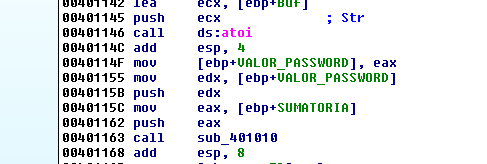 00401142 lea ecx, [ebp+Buf]
00401145 push ecx ; Str
00401146 call ds:atoi
0040114C add esp, 4
0040114F mov [ebp+VALOR_PASSWORD], eax
00401155 mov edx, [ebp+VALOR_PASSWORD]
0040115B push edx
0040115C mov eax, [ebp+SUMATORIA]
00401162 push eax
00401163 call sub_401010
00401168 add esp, 8